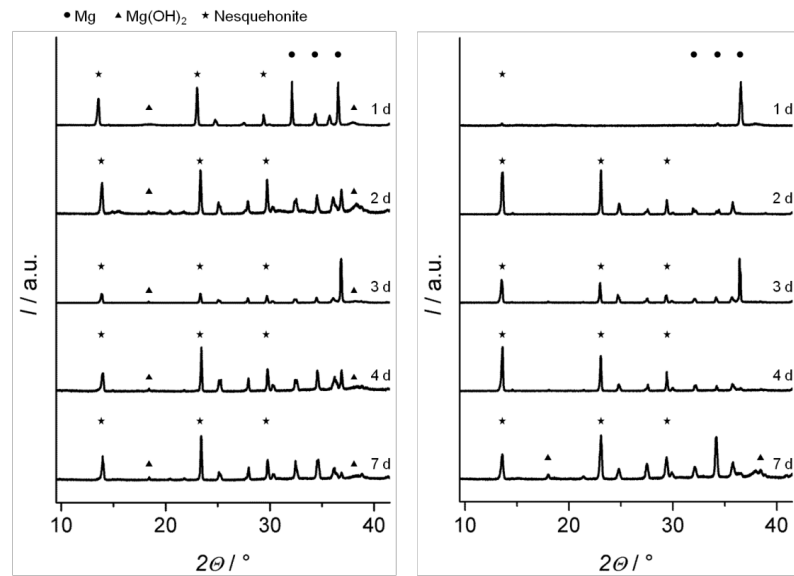 ● Mg ▲ Mg(OH)₂ ★ Nesquehonite
1 d
2 d
3 d
4 d
7 d
I / a.u.
10 20 30 40
2Θ / °
1 d
2 d
3 d
4 d
7 d
I / a.u.
10 20 30 40
2Θ / °